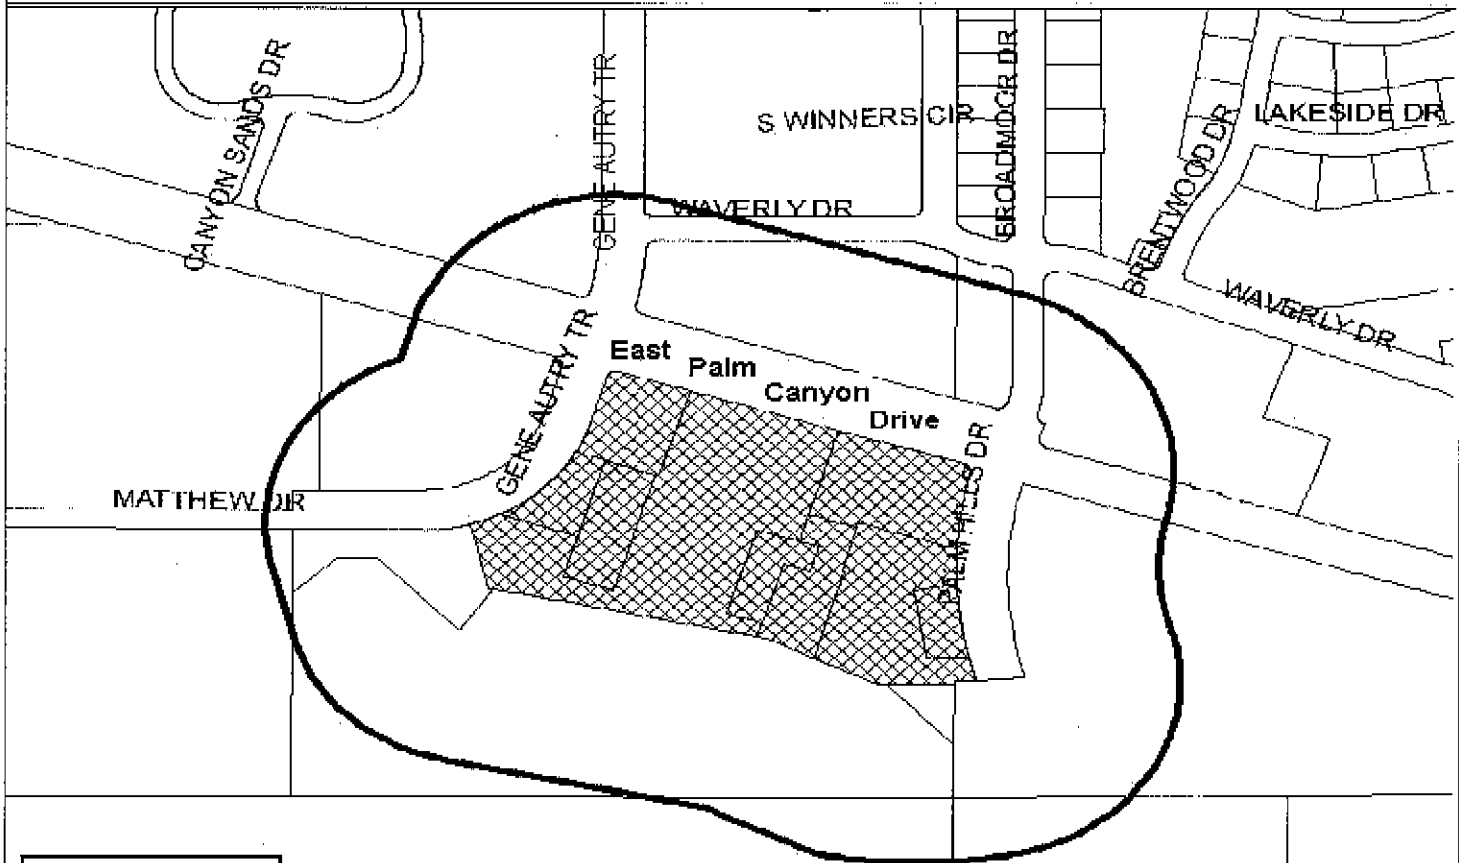 CANYON SANDS DR
GENE AUTRY TR
S WINNERS CIR
BROADMOOR DR
LAKESIDE DR
BRENTWOOD DR
WAVERLY DR
WAVERLY DR
GENE AUTRY TR
East
Palm
Canyon
Drive
PALM HILLS DR
MATTHEW DR